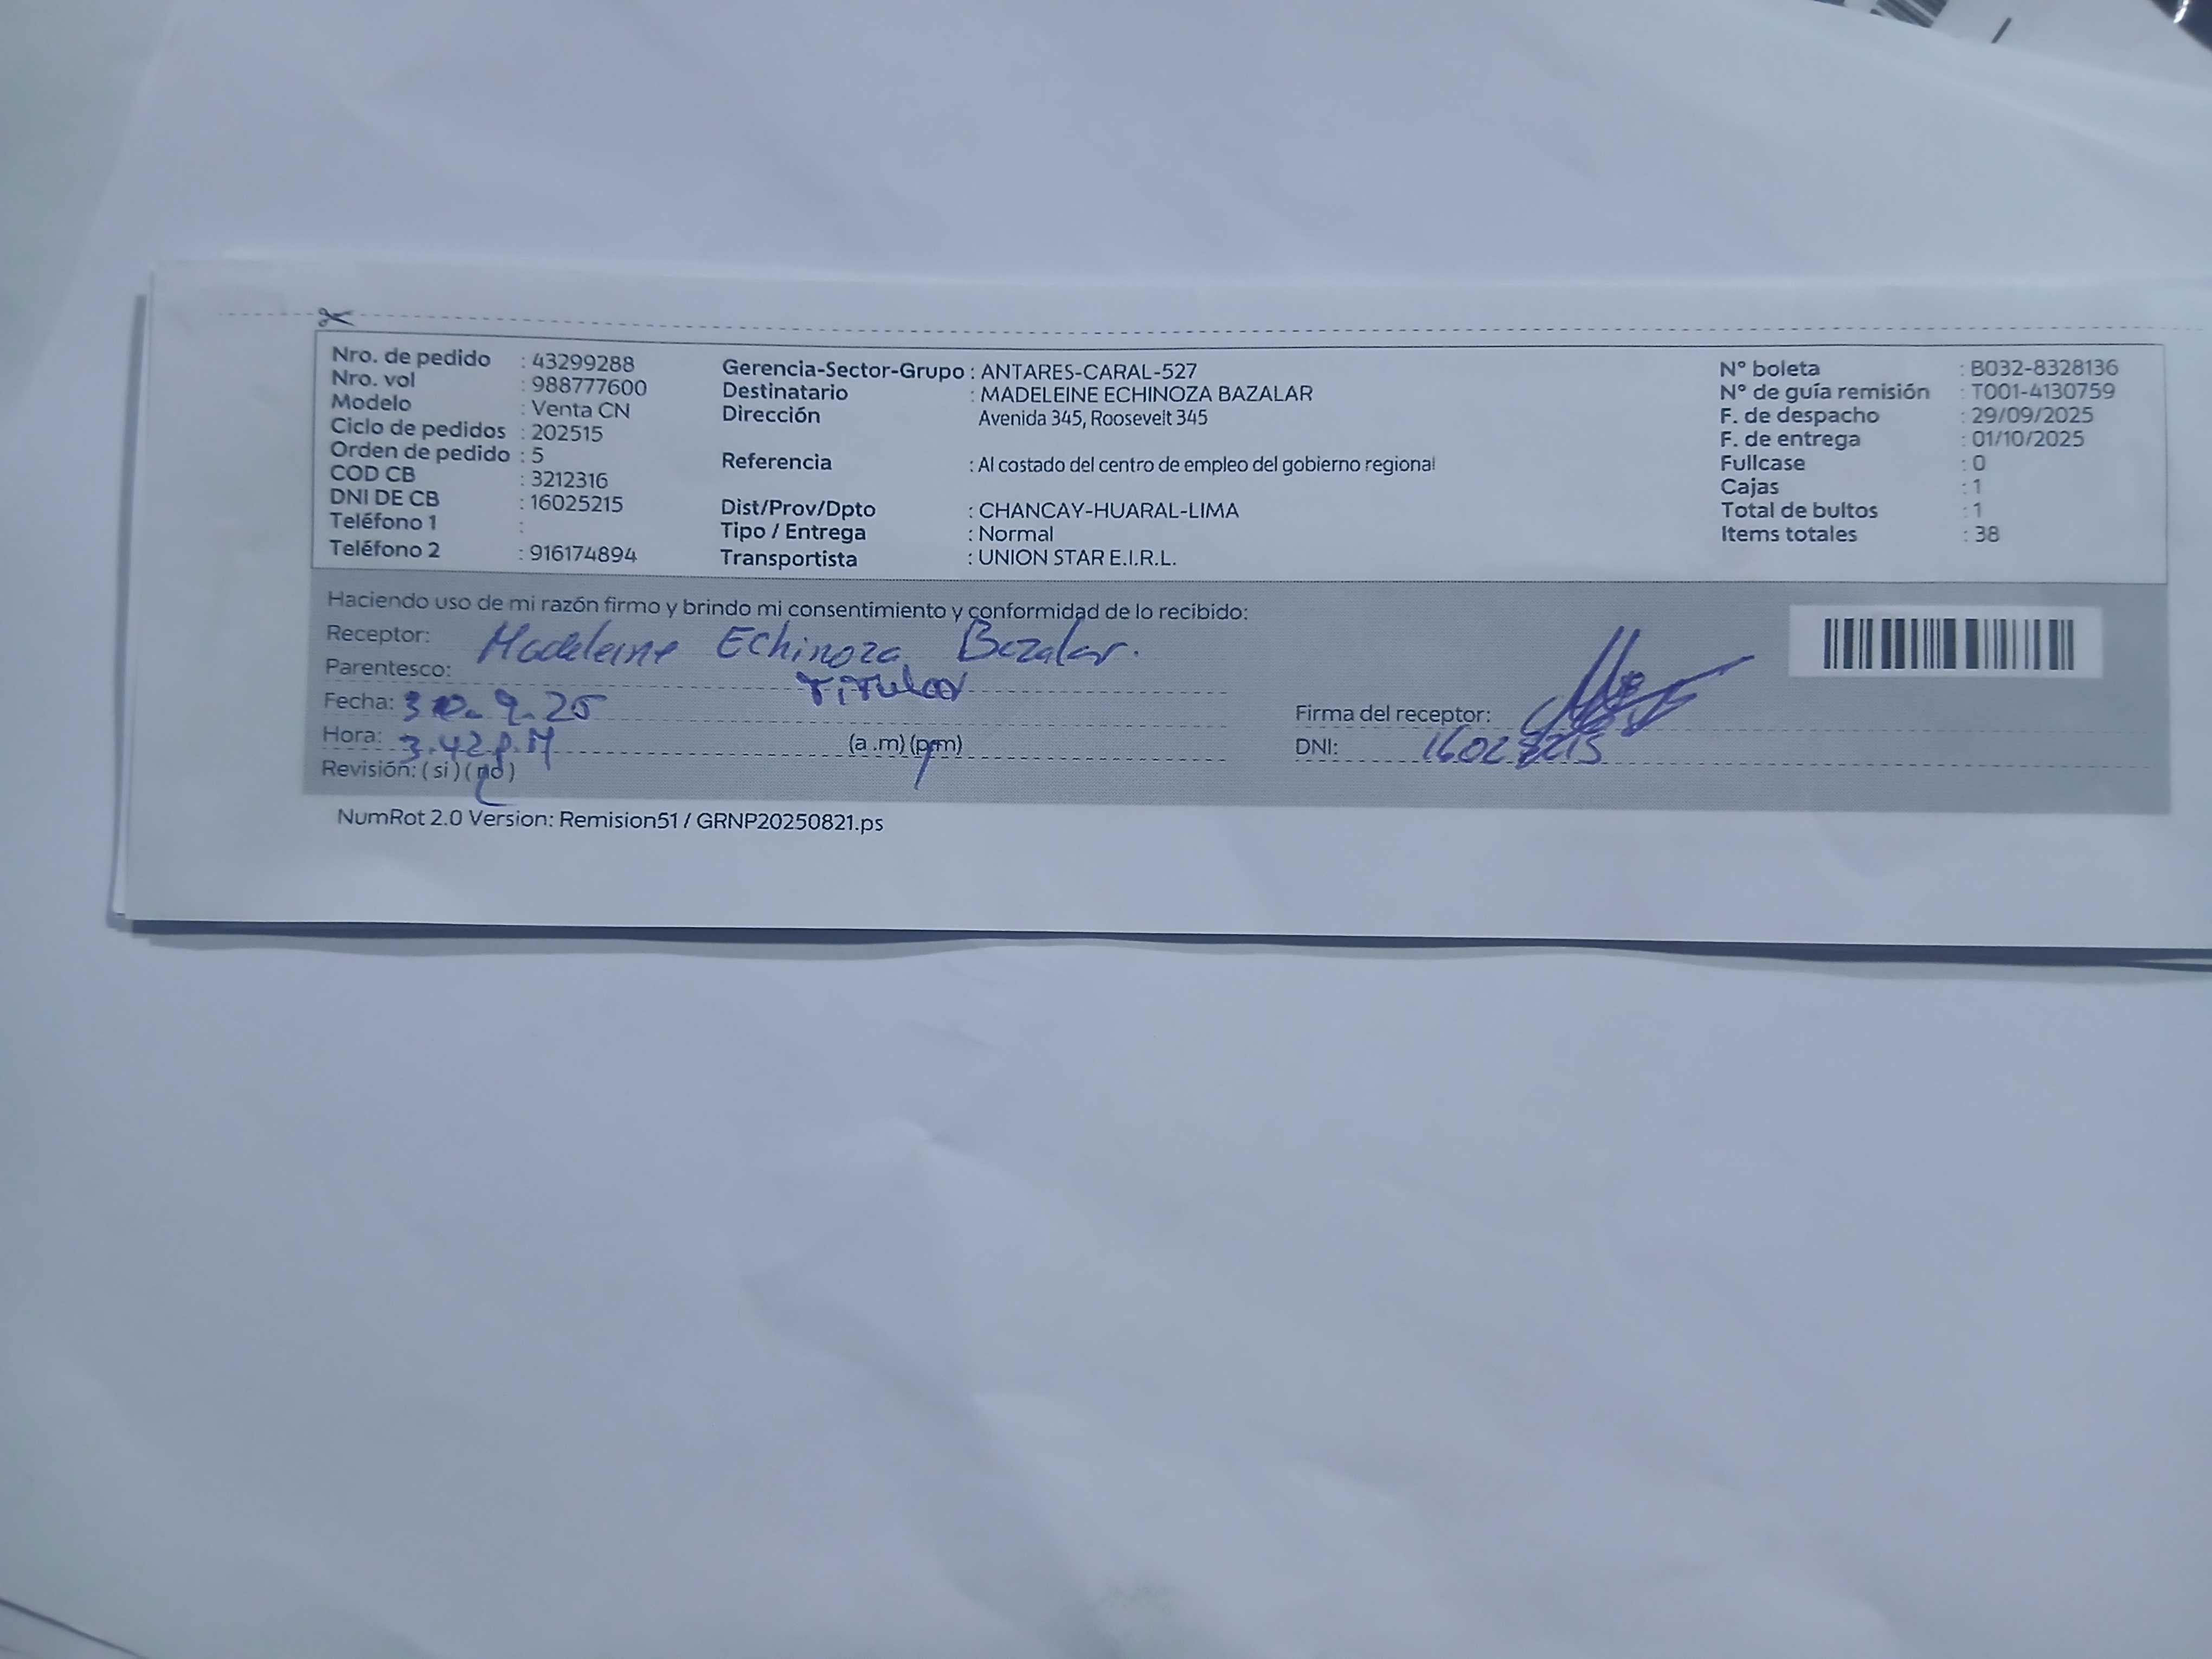 Nro. de pedido : 43299288
Nro. vol : 988777600
Modelo : Venta CN
Ciclo de pedidos : 202515
Orden de pedido : 5
COD CB : 3212316
DNI DE CB : 16025215
Teléfono 1 :
Teléfono 2 : 916174894
Gerencia-Sector-Grupo : ANTARES-CARAL-527
Destinatario : MADELEINE ECHINOZA BAZALAR
Dirección Avenida 345, Roosevelt 345
Referencia : Al costado del centro de empleo del gobierno regional
Dist/Prov/Dpto : CHANCAY-HUARAL-LIMA
Tipo / Entrega : Normal
Transportista : UNION STAR E.I.R.L.
N° boleta : B032-8328136
N° de guía remisión : T001-4130759
F. de despacho : 29/09/2025
F. de entrega : 01/10/2025
Fullcase : 0
Cajas : 1
Total de bultos : 1
Items totales : 38
Haciendo uso de mi razón firmo y brindo mi consentimiento y conformidad de lo recibido:
Receptor: Madeleine Echinoza Bazalar.
Parentesco: Titular
Fecha: 30. 9. 25
Hora: 3.42 p.M (a .m) (p.m)
Revisión: ( si ) ( no )
Firma del receptor:
DNI:
NumRot 2.0 Version: Remision51 / GRNP20250821.ps